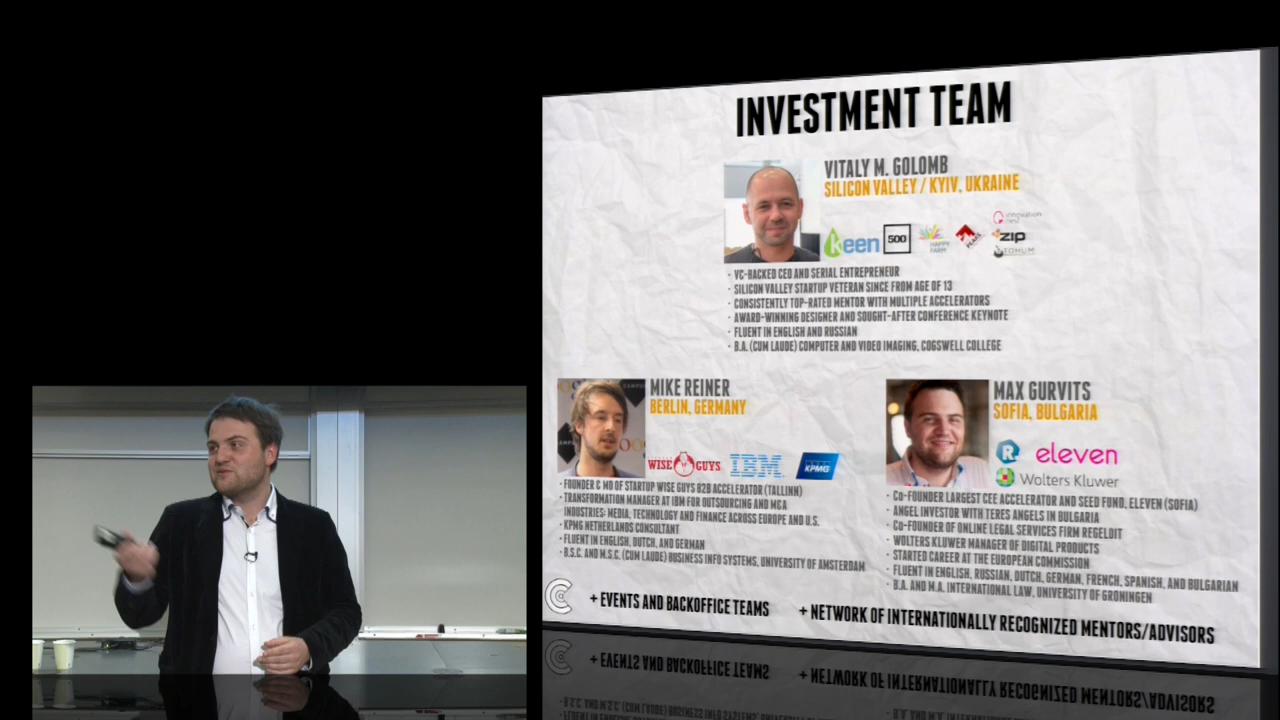 INVESTMENT TEAM
VITALY M. GOLOMB
SILICON VALLEY / KYIV, UKRAINE
innovation
nest
keen
500
HAPPY
FARM
PEAKS
ZIP
TOHUM
· VC-BACKED CEO AND SERIAL ENTREPRENEUR
· SILICON VALLEY STARTUP VETERAN SINCE FROM AGE OF 13
· CONSISTENTLY TOP-RATED MENTOR WITH MULTIPLE ACCELERATORS
· AWARD-WINNING DESIGNER AND SOUGHT-AFTER CONFERENCE KEYNOTE
· FLUENT IN ENGLISH AND RUSSIAN
· B.A. (CUM LAUDE) COMPUTER AND VIDEO IMAGING, COGSWELL COLLEGE
MIKE REINER
BERLIN, GERMANY
WISE GUYS
IBM
KPMG
· FOUNDER & MD OF STARTUP WISE GUYS B2B ACCELERATOR (TALLINN)
· TRANSFORMATION MANAGER AT IBM FOR OUTSOURCING AND M&A
INDUSTRIES: MEDIA, TECHNOLOGY AND FINANCE ACROSS EUROPE AND U.S.
· KPMG NETHERLANDS CONSULTANT
· FLUENT IN ENGLISH, DUTCH, AND GERMAN
· B.S.C. AND M.S.C. (CUM LAUDE) BUSINESS INFO SYSTEMS, UNIVERSITY OF AMSTERDAM
MAX GURVITS
SOFIA, BULGARIA
R
eleven
Wolters Kluwer
· CO-FOUNDER LARGEST CEE ACCELERATOR AND SEED FUND, ELEVEN (SOFIA)
· ANGEL INVESTOR WITH TERES ANGELS IN BULGARIA
· CO-FOUNDER OF ONLINE LEGAL SERVICES FIRM REGELDIT
· WOLTERS KLUWER MANAGER OF DIGITAL PRODUCTS
· STARTED CAREER AT THE EUROPEAN COMMISSION
· FLUENT IN ENGLISH, RUSSIAN, DUTCH, GERMAN, FRENCH, SPANISH, AND BULGARIAN
· B.A. AND M.A. INTERNATIONAL LAW, UNIVERSITY OF GRONINGEN
+ EVENTS AND BACKOFFICE TEAMS
+ NETWORK OF INTERNATIONALLY RECOGNIZED MENTORS/ADVISORS